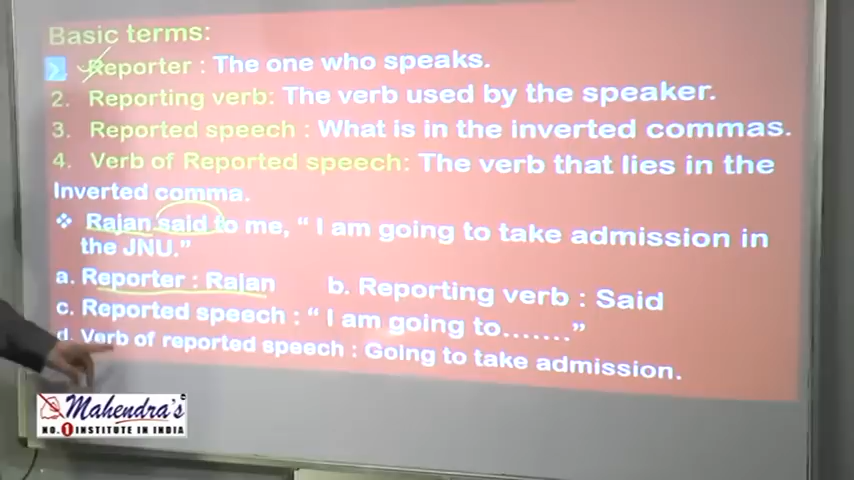 Basic terms:
1. Reporter : The one who speaks.
2. Reporting verb: The verb used by the speaker.
3. Reported speech : What is in the inverted commas.
4. Verb of Reported speech: The verb that lies in the
Inverted comma.
❖ Rajan said to me, “ I am going to take admission in
the JNU.”
a. Reporter : Rajan b. Reporting verb : Said
c. Reported speech : “ I am going to.......”
d. Verb of reported speech : Going to take admission.
Mahendra's
NO. 1 INSTITUTE IN INDIA